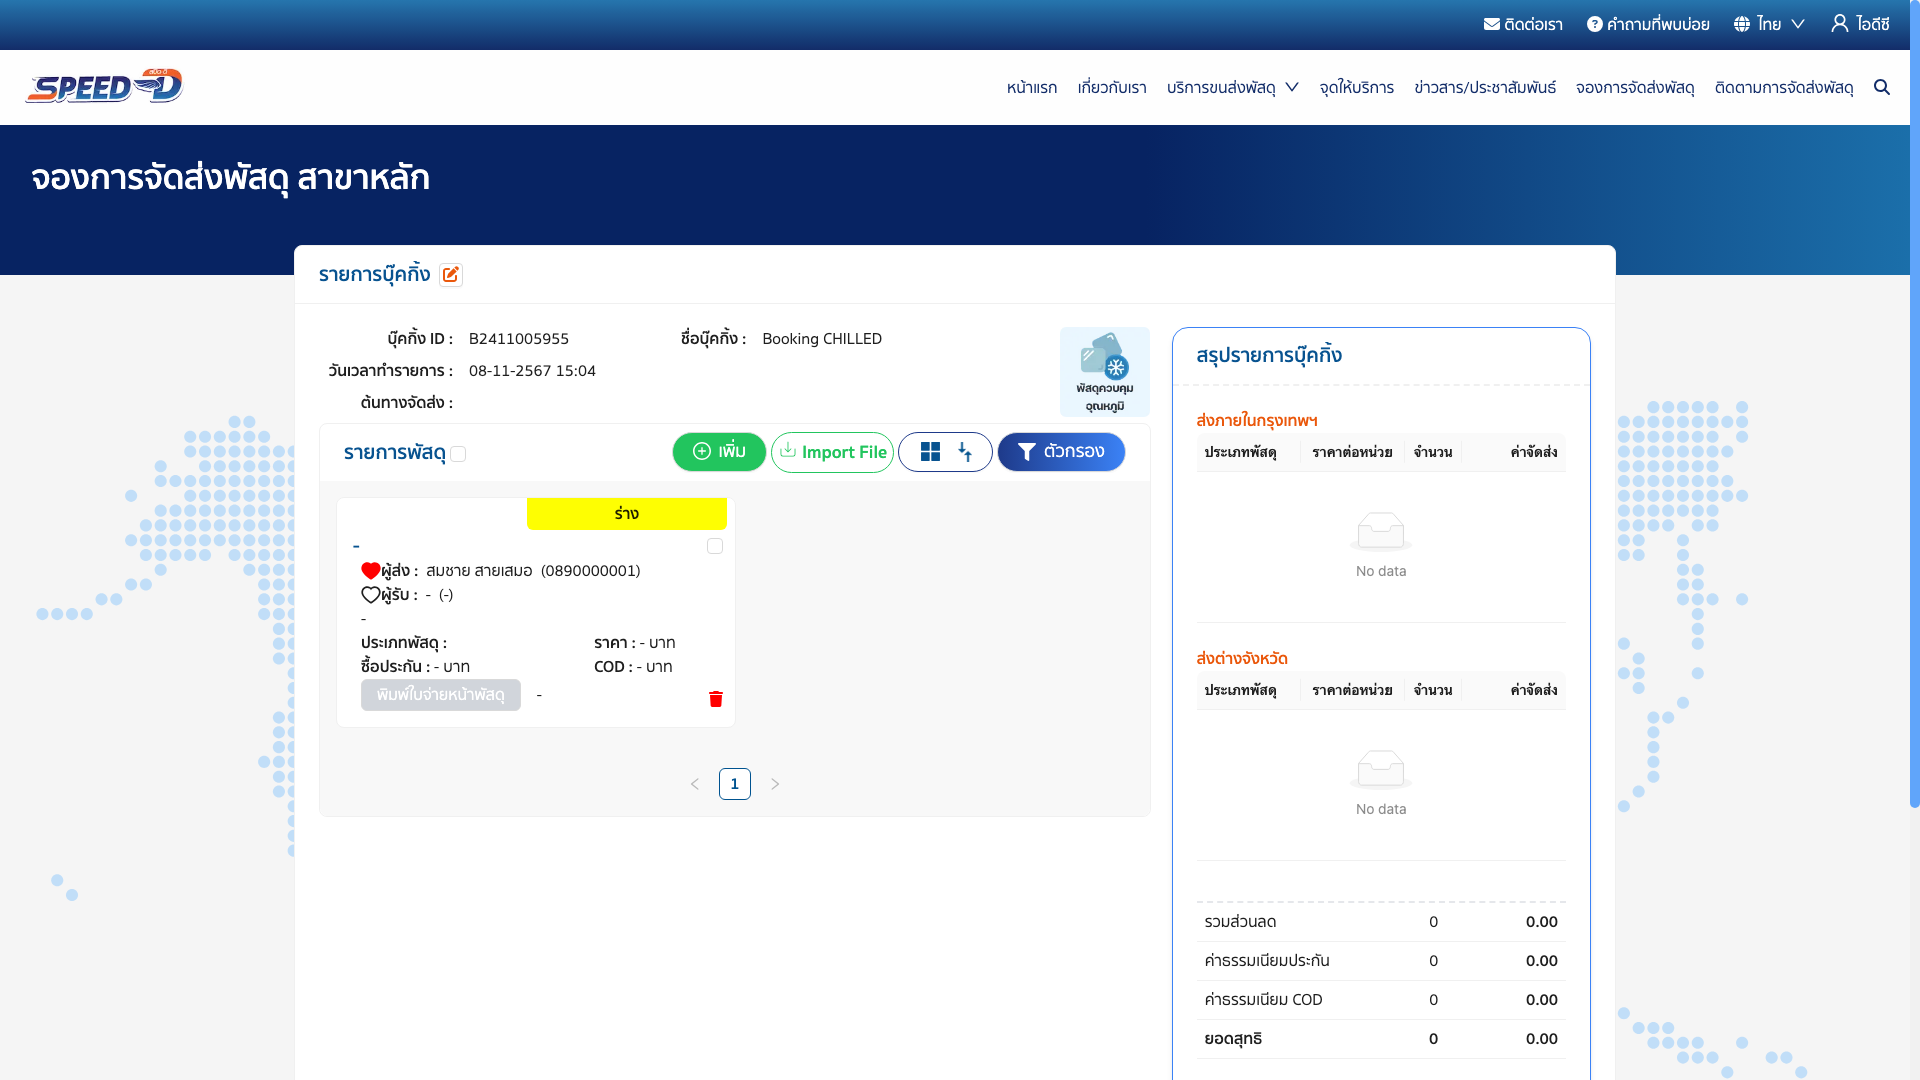 ติดต่อเรา คำถามที่พบบ่อย ไทย ไอดีซี
SPEED-D สปีด-ดี
หน้าแรก เกี่ยวกับเรา บริการขนส่งพัสดุ จุดให้บริการ ข่าวสาร/ประชาสัมพันธ์ จองการจัดส่งพัสดุ ติดตามการจัดส่งพัสดุ
จองการจัดส่งพัสดุ สาขาหลัก
รายการบุ๊คกิ้ง
บุ๊คกิ้ง ID : B2411005955 ชื่อบุ๊คกิ้ง : Booking CHILLED
วันเวลาทำรายการ : 08-11-2567 15:04
ต้นทางจัดส่ง :
พัสดุควบคุม
อุณหภูมิ
รายการพัสดุ เพิ่ม Import File ตัวกรอง
ร่าง
-
ผู้ส่ง : สมชาย สายเสมอ (0890000001)
ผู้รับ : - (-)
-
ประเภทพัสดุ : ราคา : - บาท
ซื้อประกัน : - บาท COD : - บาท
พิมพ์ใบจ่ายหน้าพัสดุ -
< 1 >
สรุปรายการบุ๊คกิ้ง
ส่งภายในกรุงเทพฯ
ประเภทพัสดุ ราคาต่อหน่วย จำนวน ค่าจัดส่ง
No data
ส่งต่างจังหวัด
ประเภทพัสดุ ราคาต่อหน่วย จำนวน ค่าจัดส่ง
No data
รวมส่วนลด 0 0.00
ค่าธรรมเนียมประกัน 0 0.00
ค่าธรรมเนียม COD 0 0.00
ยอดสุทธิ 0 0.00